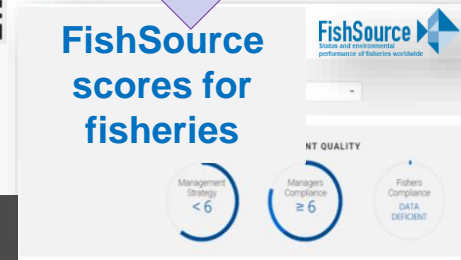 FishSource
scores for
fisheries
FishSource
Status and environmental
performance of fisheries worldwide
NT QUALITY
Management
Strategy
< 6
Managers
Compliance
≥ 6
Fishers
Compliance
DATA
DEFICIENT